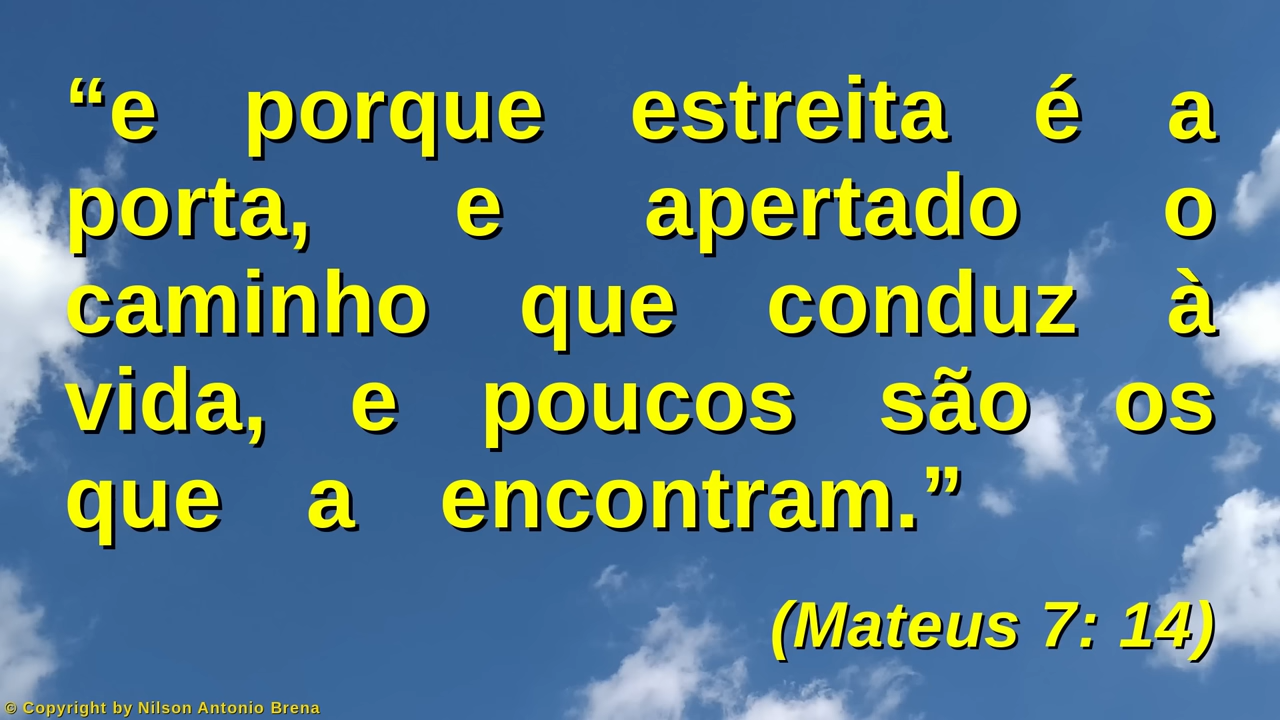 “e porque estreita é a
porta, e apertado o
caminho que conduz à
vida, e poucos são os
que a encontram.”
(Mateus 7: 14)
© Copyright by Nilson Antonio Brena